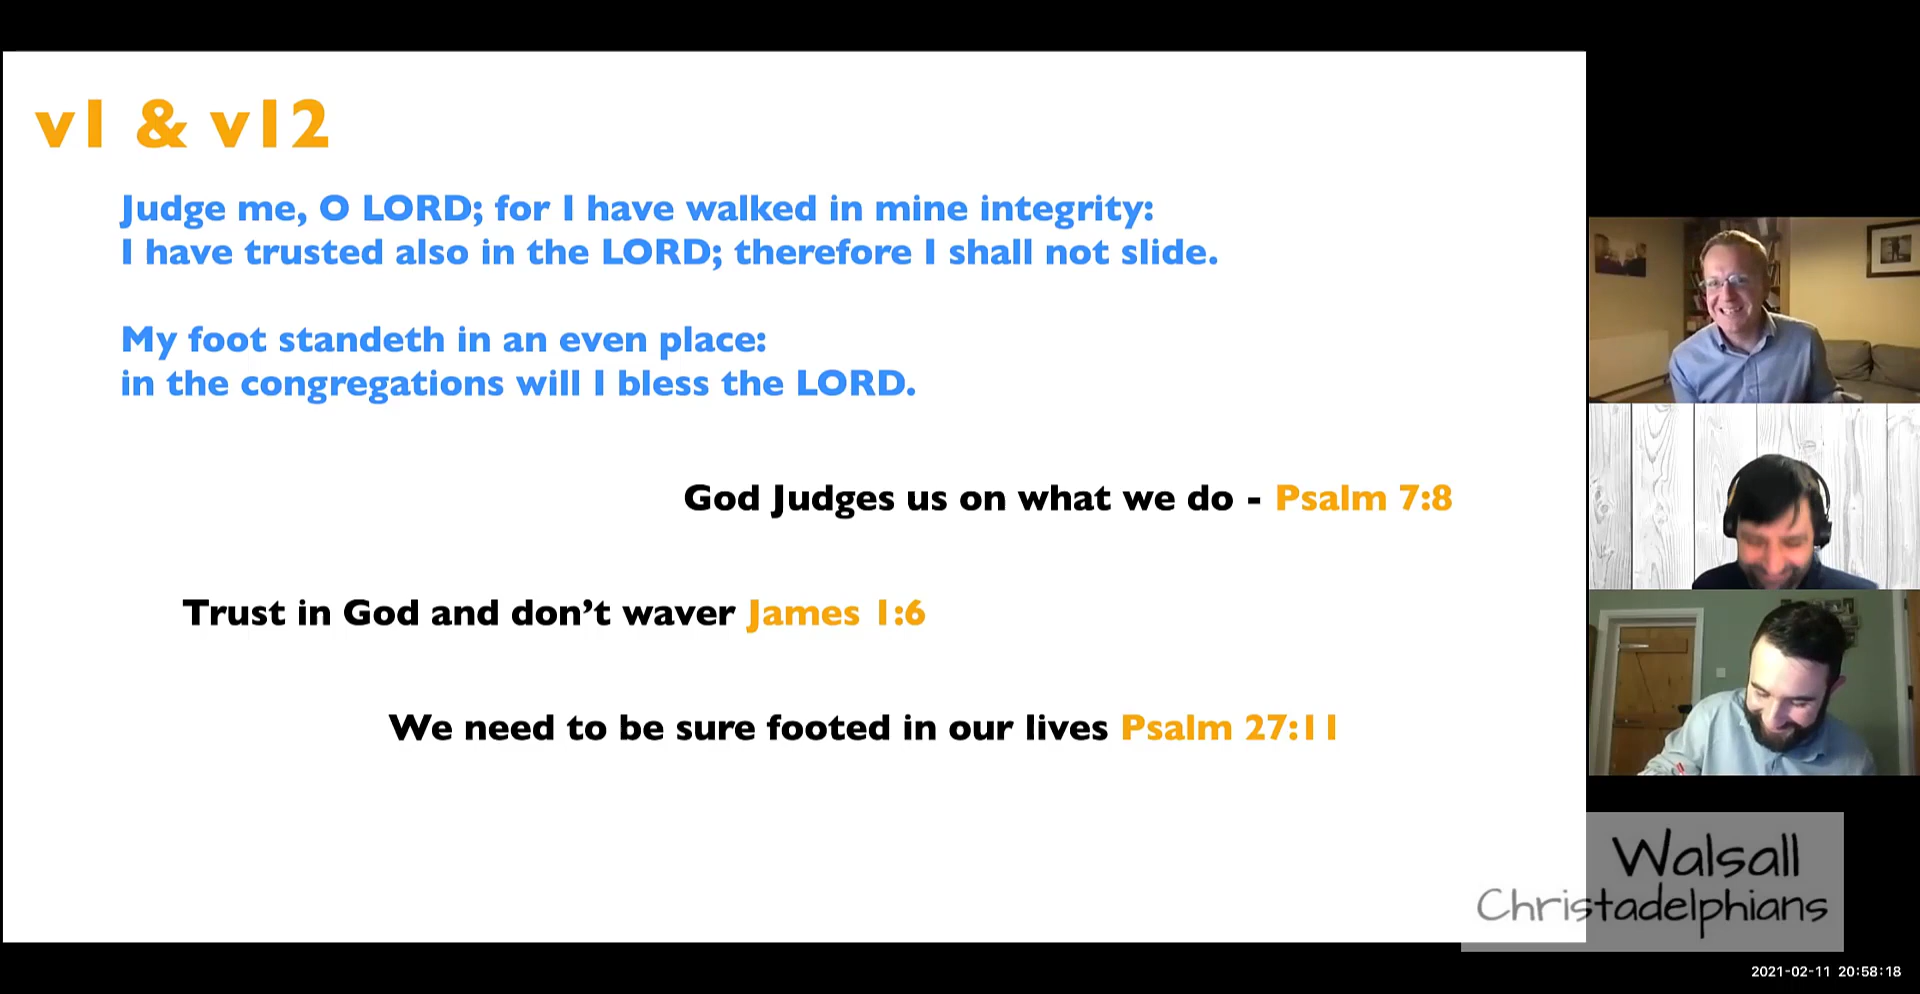 v1 & v12
Judge me, O LORD; for I have walked in mine integrity:
I have trusted also in the LORD; therefore I shall not slide.
My foot standeth in an even place:
in the congregations will I bless the LORD.
God Judges us on what we do - Psalm 7:8
Trust in God and don’t waver James 1:6
We need to be sure footed in our lives Psalm 27:11
Walsall
Christadelphians
2021-02-11 20:58:18